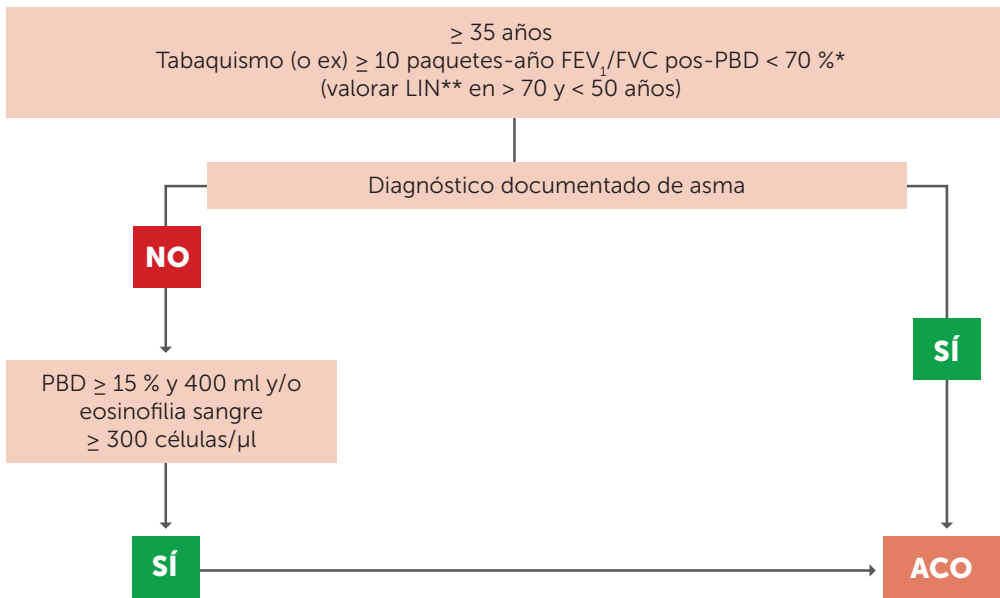 ≥ 35 años
Tabaquismo (o ex) ≥ 10 paquetes-año FEV₁/FVC pos-PBD < 70 %*
(valorar LIN** en > 70 y < 50 años)
Diagnóstico documentado de asma
NO
SÍ
PBD ≥ 15 % y 400 ml y/o
eosinofilia sangre
≥ 300 células/µl
SÍ
ACO